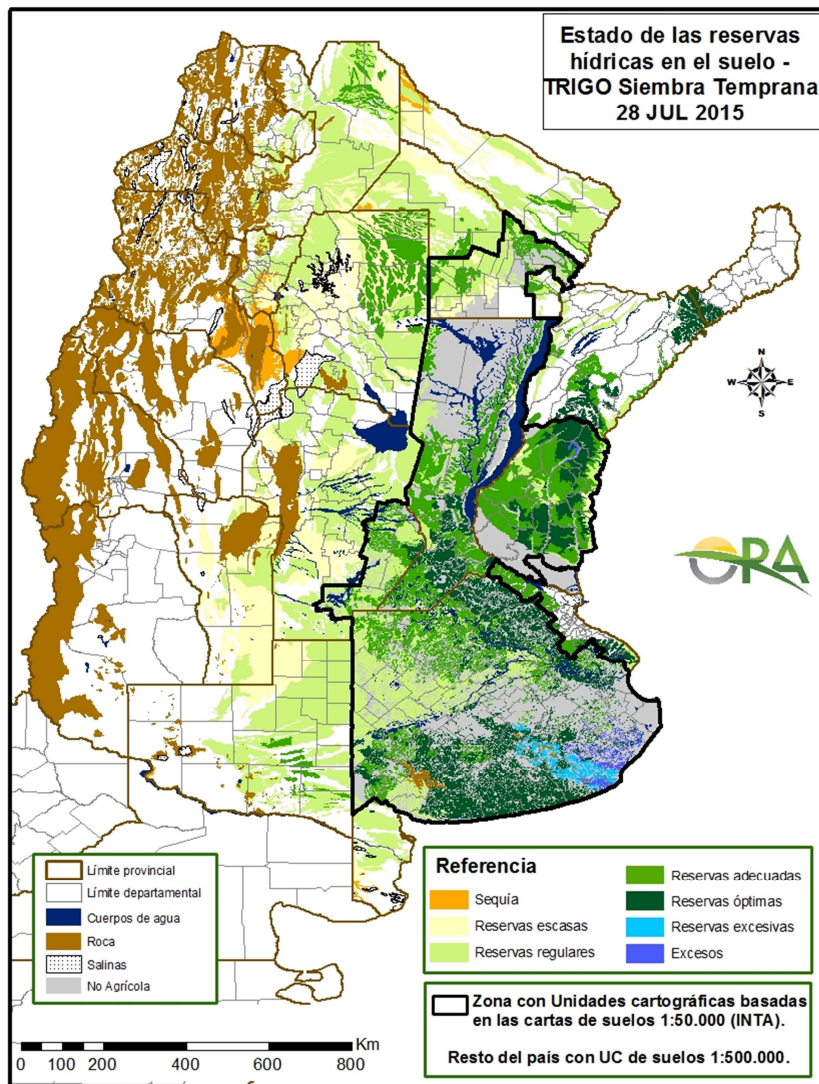 Estado de las reservas
hídricas en el suelo -
TRIGO Siembra Temprana
28 JUL 2015
N
W E
S
ORA
Límite provincial
Límite departamental
Cuerpos de agua
Roca
Salinas
No Agrícola
Referencia
Sequía
Reservas escasas
Reservas regulares
Reservas adecuadas
Reservas óptimas
Reservas excesivas
Excesos
Zona con Unidades cartográficas basadas
en las cartas de suelos 1:50.000 (INTA).
Resto del país con UC de suelos 1:500.000.
Km
0 100 200 400 600 800